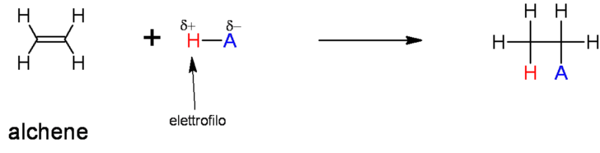 H H
H H
+
δ+ δ−
H A
elettrofilo
alchene
H H
H H
H A